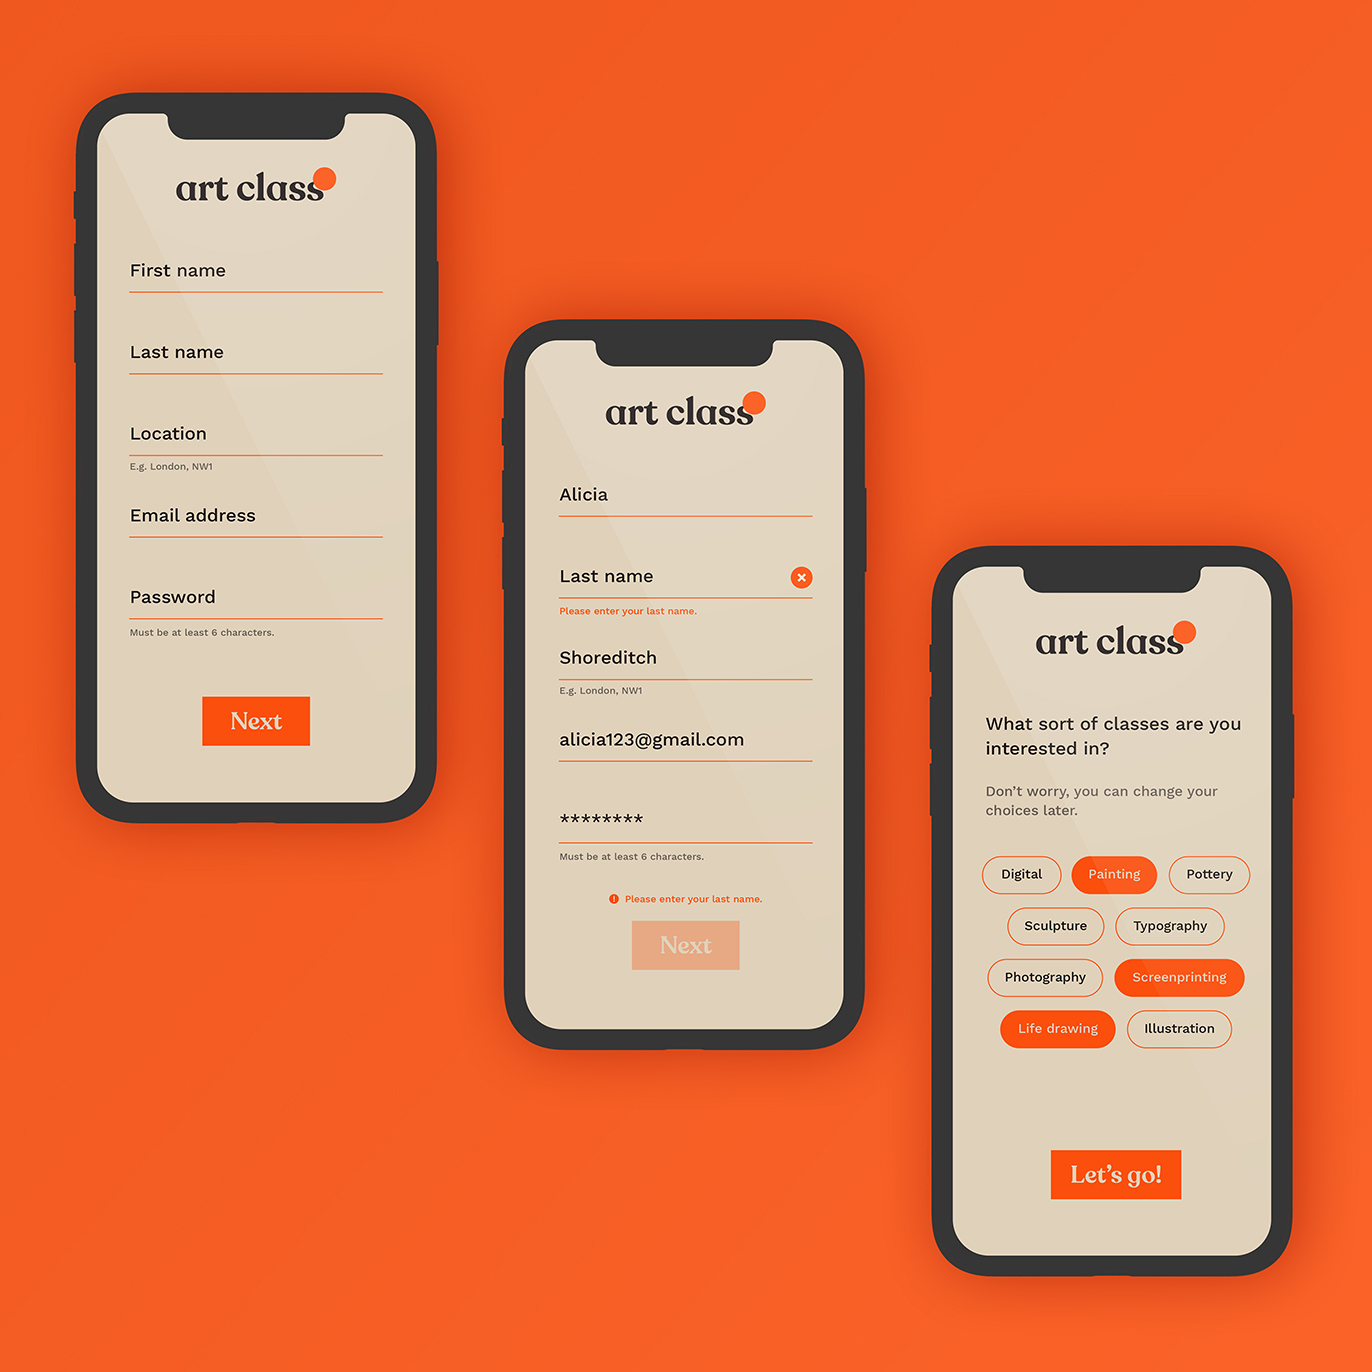 art class
First name
Last name
Location
E.g. London, NW1
Email address
Password
Must be at least 6 characters.
Next
art class
Alicia
Last name
Please enter your last name.
Shoreditch
E.g. London, NW1
alicia123@gmail.com
********
Must be at least 6 characters.
Please enter your last name.
Next
art class
What sort of classes are you
interested in?
Don't worry, you can change your
choices later.
Digital Painting Pottery
Sculpture Typography
Photography Screenprinting
Life drawing Illustration
Let's go!